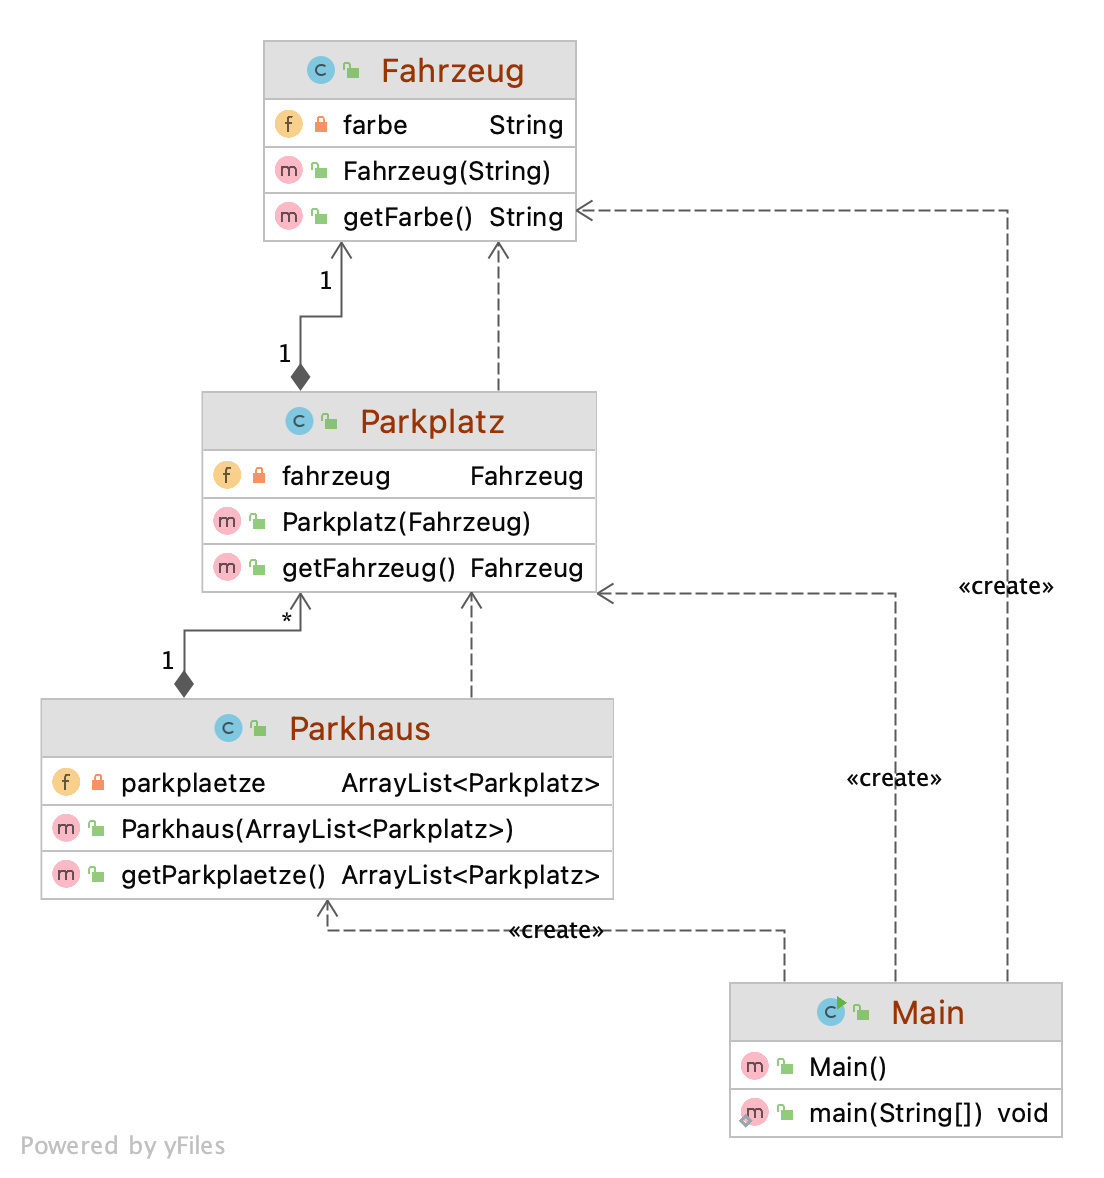 Fahrzeug
farbe String
Fahrzeug(String)
getFarbe() String
1
1
Parkplatz
fahrzeug Fahrzeug
Parkplatz(Fahrzeug)
getFahrzeug() Fahrzeug
«create»
*
1
Parkhaus
parkplaetze ArrayList<Parkplatz>
«create»
Parkhaus(ArrayList<Parkplatz>)
getParkplaetze() ArrayList<Parkplatz>
«create»
Main
Main()
main(String[]) void
Powered by yFiles